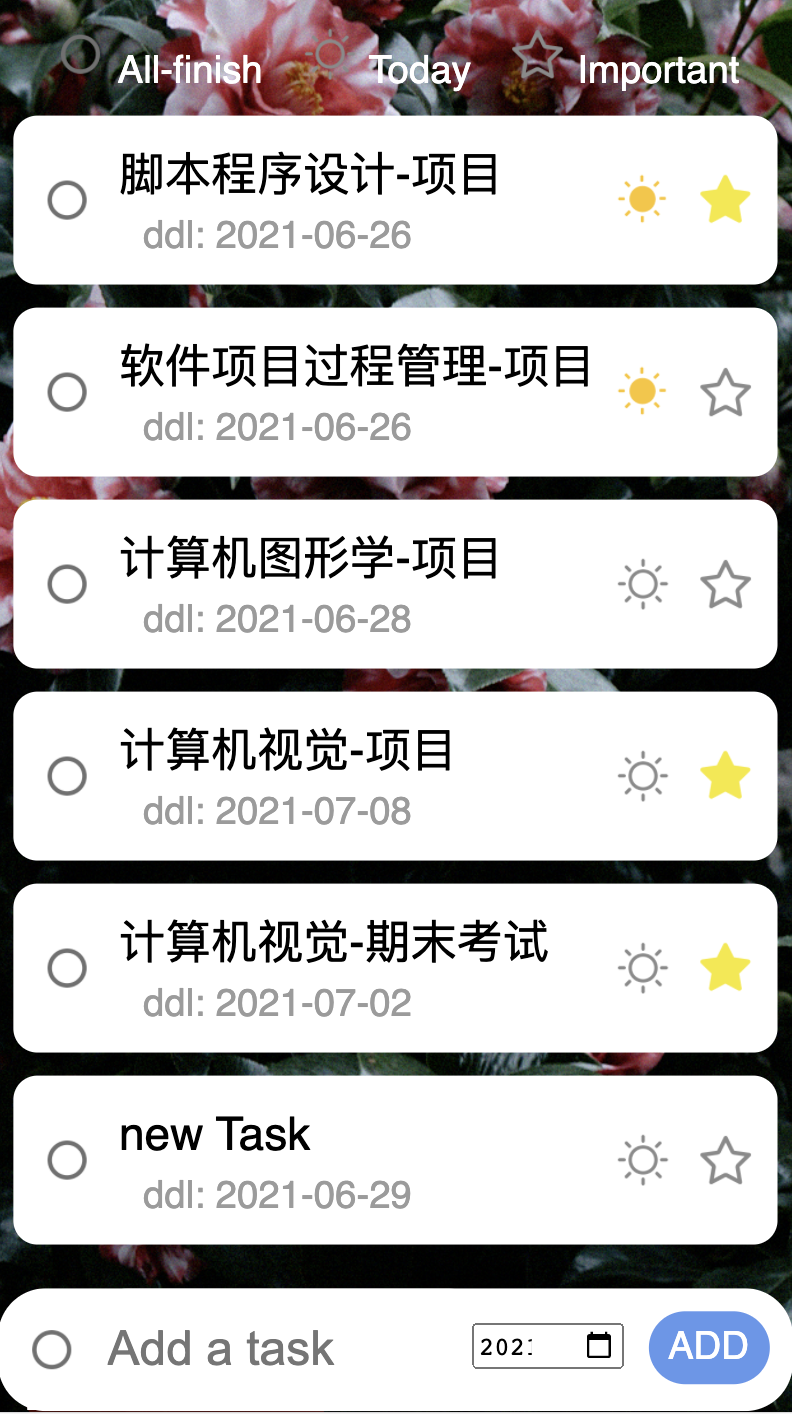 All-finish Today Important
脚本程序设计-项目
ddl: 2021-06-26
软件项目过程管理-项目
ddl: 2021-06-26
计算机图形学-项目
ddl: 2021-06-28
计算机视觉-项目
ddl: 2021-07-08
计算机视觉-期末考试
ddl: 2021-07-02
new Task
ddl: 2021-06-29
Add a task 2021 ADD